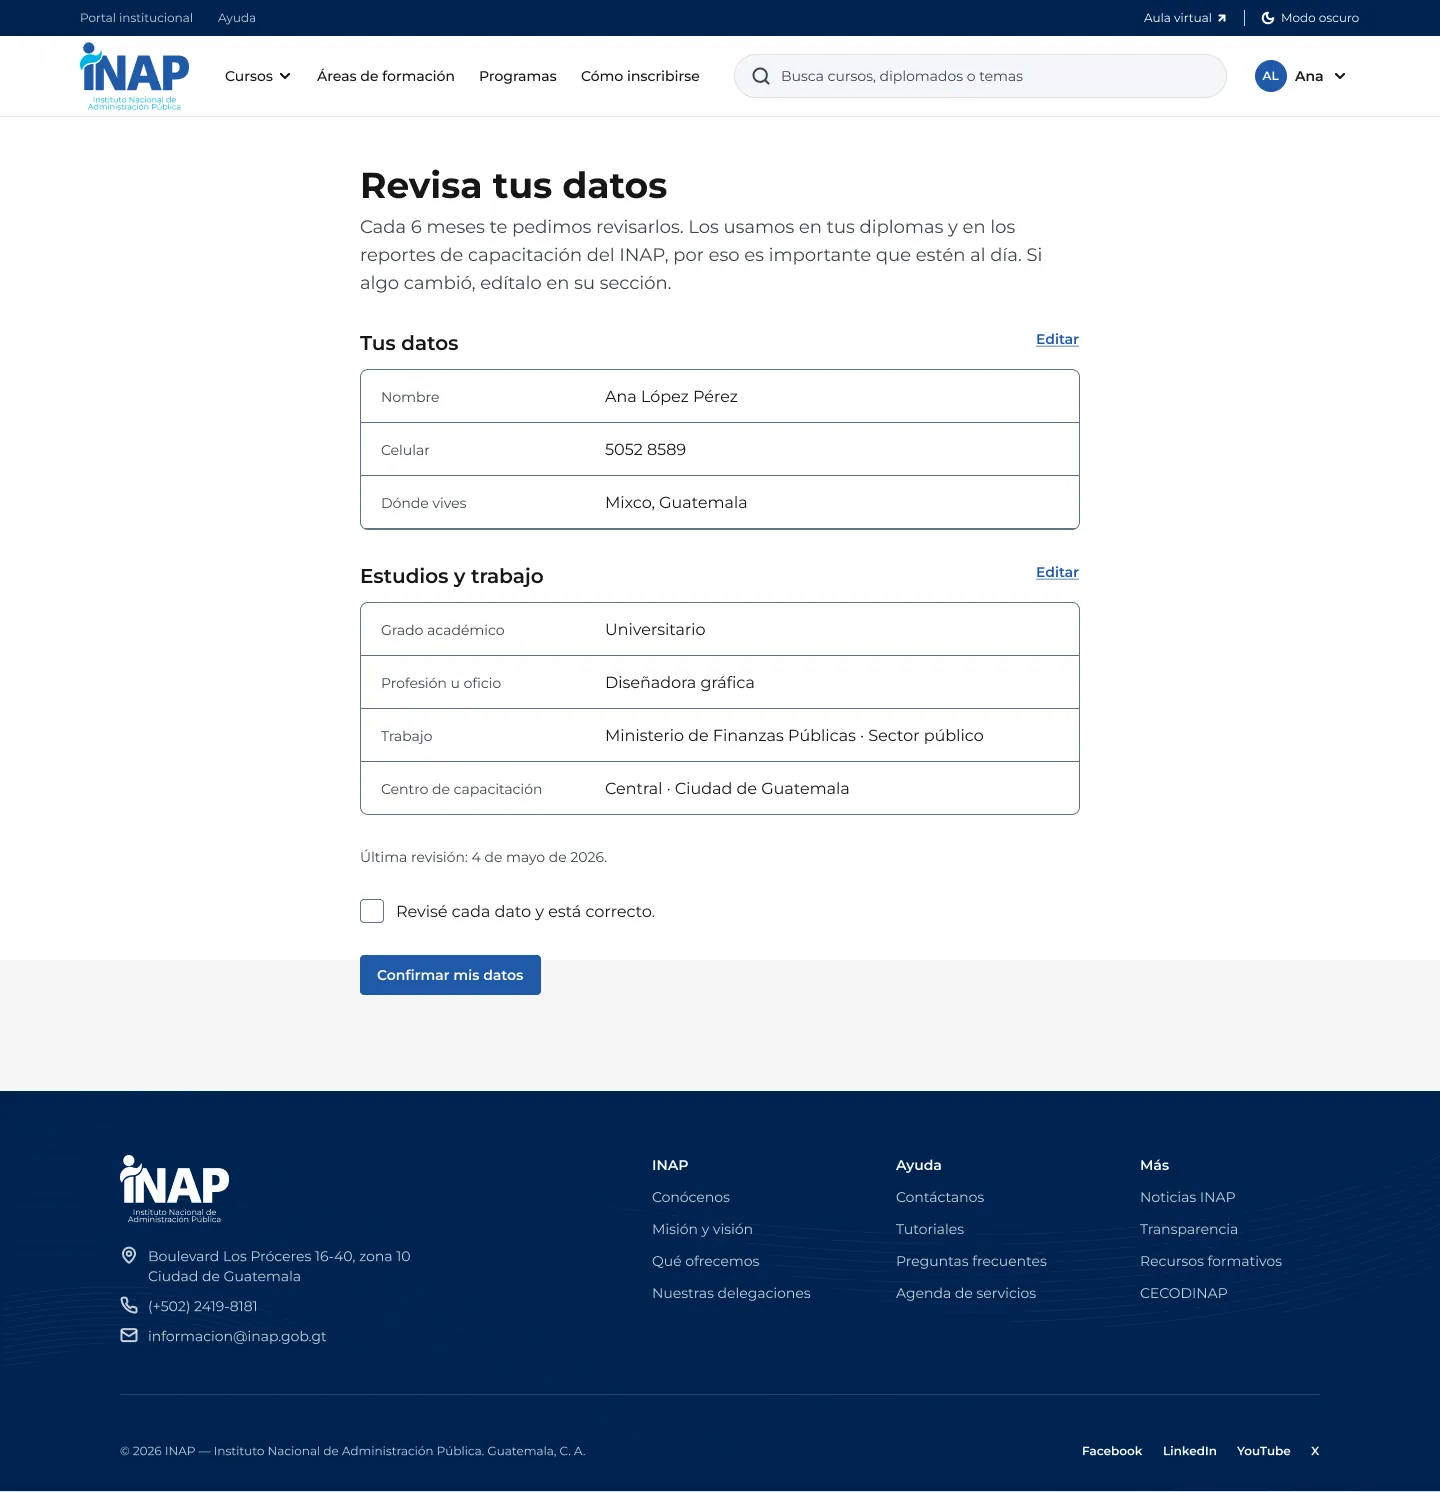 Portal institucional
Ayuda
Aula virtual
Modo oscuro
iNAP
Instituto Nacional de
Administración Pública
Cursos
Áreas de formación
Programas
Cómo inscribirse
Busca cursos, diplomados o temas
AL
Ana
Revisa tus datos
Cada 6 meses te pedimos revisarlos. Los usamos en tus diplomas y en los
reportes de capacitación del INAP, por eso es importante que estén al día. Si
algo cambió, edítalo en su sección.
Tus datos
Editar
Nombre
Ana López Pérez
Celular
5052 8589
Dónde vives
Mixco, Guatemala
Estudios y trabajo
Editar
Grado académico
Universitario
Profesión u oficio
Diseñadora gráfica
Trabajo
Ministerio de Finanzas Públicas · Sector público
Centro de capacitación
Central · Ciudad de Guatemala
Última revisión: 4 de mayo de 2026.
Revisé cada dato y está correcto.
Confirmar mis datos
iNAP
Instituto Nacional de
Administración Pública
Boulevard Los Próceres 16-40, zona 10
Ciudad de Guatemala
(+502) 2419-8181
informacion@inap.gob.gt
INAP
Conócenos
Misión y visión
Qué ofrecemos
Nuestras delegaciones
Ayuda
Contáctanos
Tutoriales
Preguntas frecuentes
Agenda de servicios
Más
Noticias INAP
Transparencia
Recursos formativos
CECODINAP
© 2026 INAP — Instituto Nacional de Administración Pública. Guatemala, C. A.
Facebook
LinkedIn
YouTube
X